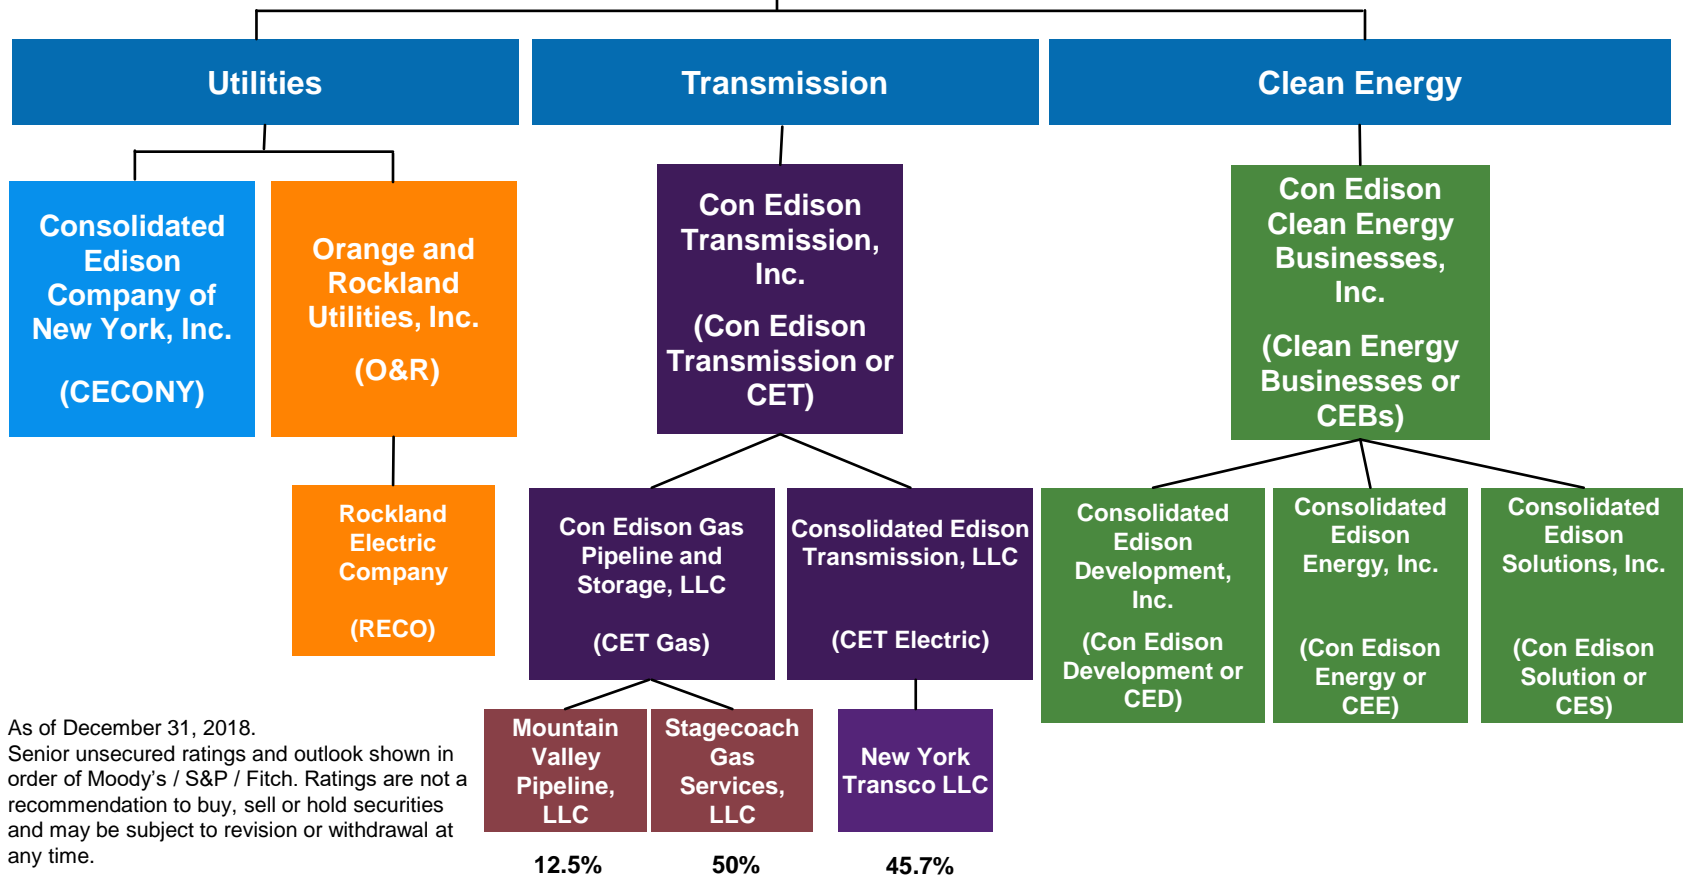 Utilities
Transmission
Clean Energy
Consolidated
Edison
Company of
New York, Inc.
(CECONY)
Orange and
Rockland
Utilities, Inc.
(O&R)
Con Edison
Transmission,
Inc.
(Con Edison
Transmission or
CET)
Con Edison
Clean Energy
Businesses,
Inc.
(Clean Energy
Businesses or
CEBs)
Rockland
Electric
Company
(RECO)
Con Edison Gas
Pipeline and
Storage, LLC
(CET Gas)
Consolidated Edison
Transmission, LLC
(CET Electric)
Consolidated
Edison
Development,
Inc.
(Con Edison
Development or
CED)
Consolidated
Edison
Energy, Inc.
(Con Edison
Energy or
CEE)
Consolidated
Edison
Solutions, Inc.
(Con Edison
Solution or
CES)
Mountain
Valley
Pipeline,
LLC
12.5%
Stagecoach
Gas
Services,
LLC
50%
New York
Transco LLC
45.7%
As of December 31, 2018.
Senior unsecured ratings and outlook shown in
order of Moody's / S&P / Fitch. Ratings are not a
recommendation to buy, sell or hold securities
and may be subject to revision or withdrawal at
any time.